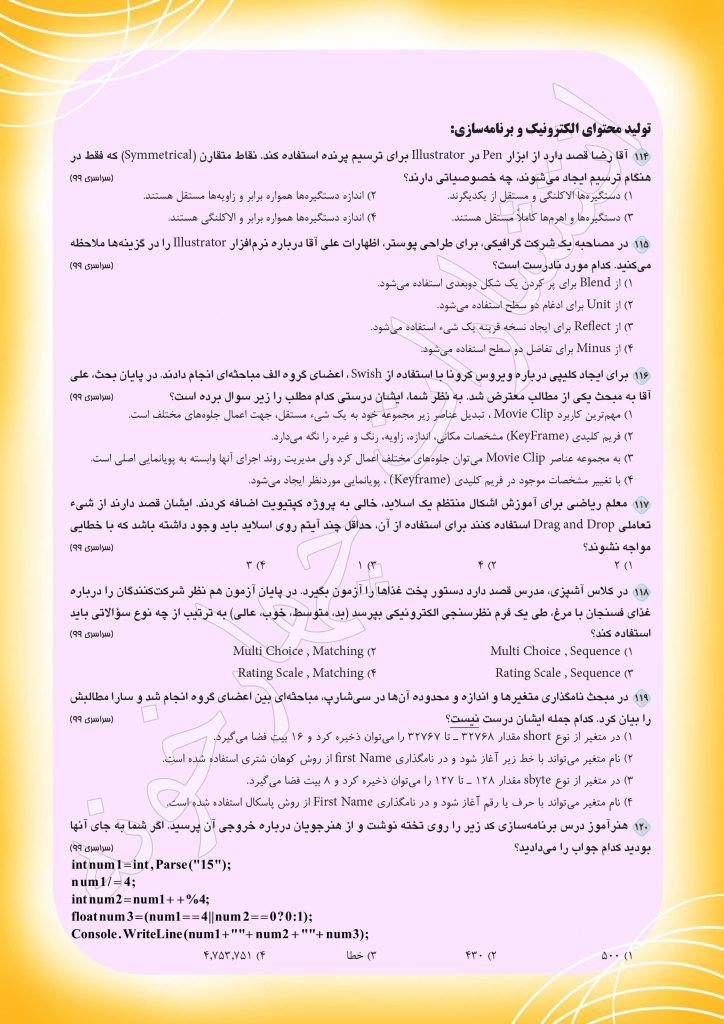 تولید محتوای الکترونیک و برنامه‌سازی:
۱۱۴ آقا رضا قصد دارد از ابزار Pen در Illustrator برای ترسیم پرنده استفاده کند. نقاط متقارن (Symmetrical) که فقط در
هنگام ترسیم ایجاد می‌شوند، چه خصوصیاتی دارند؟ (سراسری ۹۹)
۱) دستگیره‌ها الاکلنگی و مستقل از یکدیگرند. ۲) اندازه دستگیره‌ها همواره برابر و زاویه‌ها مستقل هستند.
۳) دستگیره‌ها و اهرم‌ها کاملاً مستقل هستند. ۴) اندازه دستگیره‌ها همواره برابر و الاکلنگی هستند.
۱۱۵ در مصاحبه یک شرکت گرافیکی، برای طراحی پوستر، اظهارات علی آقا درباره نرم‌افزار Illustrator را در گزینه‌ها ملاحظه
می‌کنید. کدام مورد نادرست است؟ (سراسری ۹۹)
۱) از Blend برای پر کردن یک شکل دوبعدی استفاده می‌شود.
۲) از Unit برای ادغام دو سطح استفاده می‌شود.
۳) از Reflect برای ایجاد نسخه قرینه یک شیء استفاده می‌شود.
۴) از Minus برای تفاضل دو سطح استفاده می‌شود.
۱۱۶ برای ایجاد کلیپی درباره ویروس کرونا با استفاده از Swish، اعضای گروه الف مباحثه‌ای انجام دادند. در پایان بحث، علی
آقا به مبحث یکی از مطالب معترض شد. به نظر شما، ایشان درستی کدام مطلب را زیر سوال برده است؟ (سراسری ۹۹)
۱) مهم‌ترین کاربرد Movie Clip، تبدیل عناصر زیر مجموعه خود به یک شیء مستقل، جهت اعمال جلوه‌های مختلف است.
۲) فریم کلیدی (KeyFrame) مشخصات مکانی، اندازه، زاویه، رنگ و غیره را نگه می‌دارد.
۳) به مجموعه عناصر Movie Clip می‌توان جلوه‌های مختلف اعمال کرد ولی مدیریت روند اجرای آنها وابسته به پویانمایی اصلی است.
۴) با تغییر مشخصات موجود در فریم کلیدی (Keyframe)، پویانمایی موردنظر ایجاد می‌شود.
۱۱۷ معلم ریاضی برای آموزش اشکال منتظم یک اسلاید، خالی به پروژه کپتیویت اضافه کردند. ایشان قصد دارند از شیء
تعاملی Drag and Drop استفاده کنند برای استفاده از آن، حداقل چند آیتم روی اسلاید باید وجود داشته باشد که با خطایی
مواجه نشوند؟ (سراسری ۹۹)
۱) ۲ ۲) ۴ ۳) ۱ ۴) ۳
۱۱۸ در کلاس آشپزی، مدرس قصد دارد دستور پخت غذاها را آزمون بگیرد. در پایان آزمون هم نظر شرکت‌کنندگان را درباره
غذای فسنجان با مرغ، طی یک فرم نظرسنجی الکترونیکی بپرسد (بد، متوسط، خوب، عالی) به ترتیب از چه نوع سؤالاتی باید
استفاده کند؟ (سراسری ۹۹)
۱) Multi Choice , Sequence ۲) Multi Choice , Matching
۳) Rating Scale , Sequence ۴) Rating Scale , Matching
۱۱۹ در مبحث نامگذاری متغیرها و اندازه و محدوده آن‌ها در سی‌شارپ، مباحثه‌ای بین اعضای گروه انجام شد و سارا مطالبش
را بیان کرد. کدام جمله ایشان درست نیست؟ (سراسری ۹۹)
۱) در متغیر از نوع short مقدار ۳۲۷۶۸ ـ تا ۳۲۷۶۷ را می‌توان ذخیره کرد و ۱۶ بیت فضا می‌گیرد.
۲) نام متغیر می‌تواند با خط زیر آغاز شود و در نامگذاری first Name از روش کوهان شتری استفاده شده است.
۳) در متغیر از نوع sbyte مقدار ۱۲۸ ـ تا ۱۲۷ را می‌توان ذخیره کرد و ۸ بیت فضا می‌گیرد.
۴) نام متغیر می‌تواند با حرف یا رقم آغاز شود و در نامگذاری First Name از روش پاسکال استفاده شده است.
۱۲۰ هنرآموز درس برنامه‌سازی کد زیر را روی تخته نوشت و از هنرجویان درباره خروجی آن پرسید. اگر شما به جای آنها
بودید کدام جواب را می‌دادید؟ (سراسری ۹۹)
int num1=int,Parse("15");
num1/=4;
int num2=num1++%4;
float num3=(num1==4||num2==0?0:1);
Console.WriteLine(num1+""+num2+""+num3);
۱) ۵۰۰ ۲) ۴۳۰ ۳) خطا ۴) ۴,۷۵۳,۷۵۱
انتشارات چهارخونه